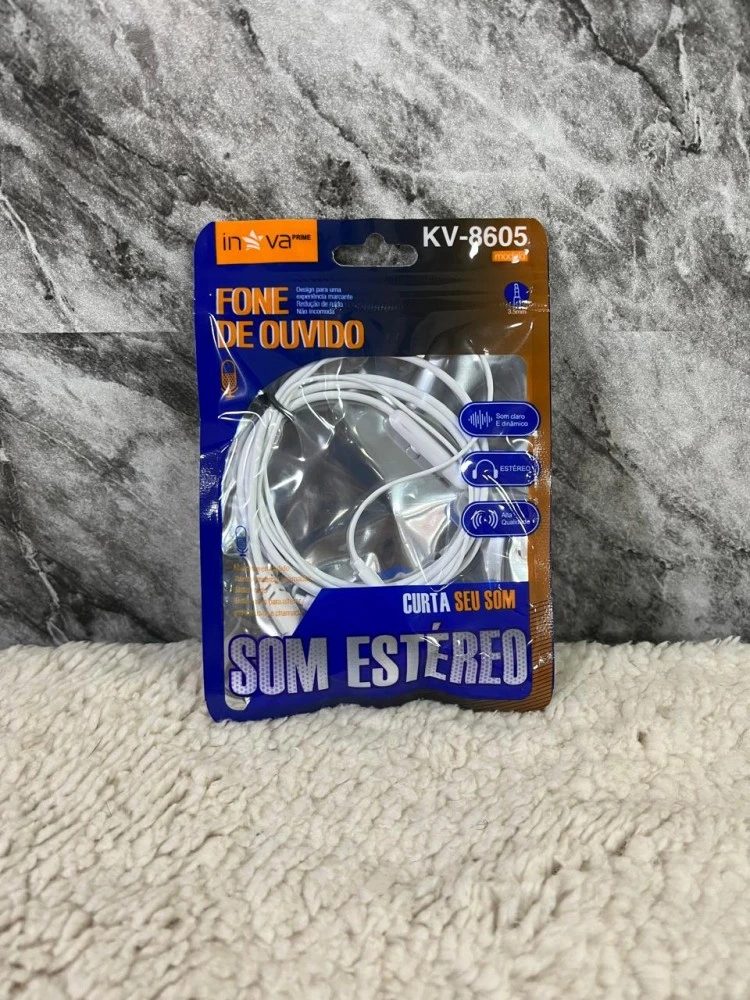 inova PRIME
KV-8605
modelo
FONE
DE OUVIDO
Design para uma
experiência marcante
Redução de ruído
Não incomoda
3.5mm
Som claro
E dinâmico
ESTÉREO
Alta
Qualidade
CURTA SEU SOM
SOM ESTÉREO